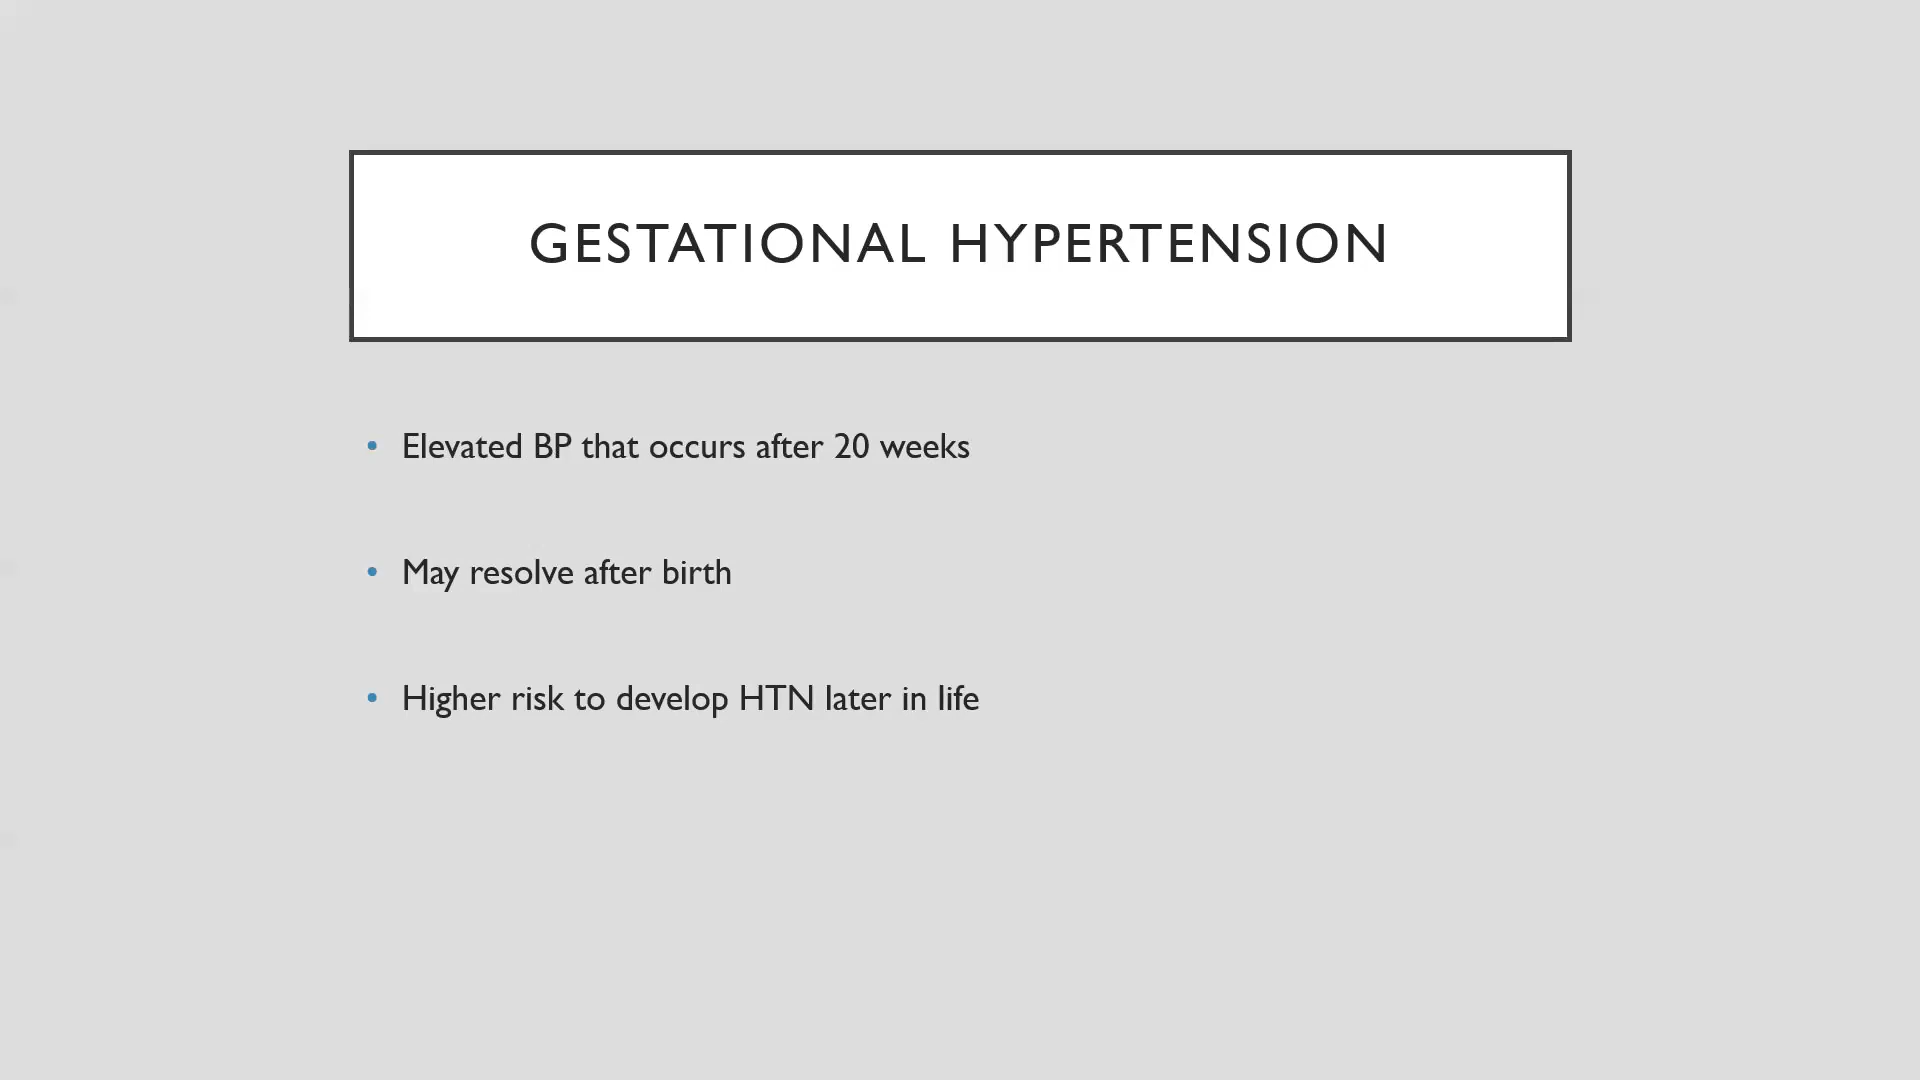 GESTATIONAL HYPERTENSION
• Elevated BP that occurs after 20 weeks
• May resolve after birth
• Higher risk to develop HTN later in life